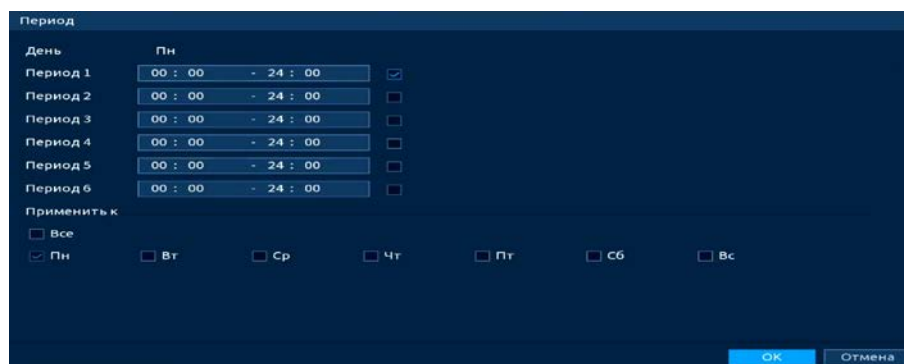 Период
День Пн
Период 1 00 : 00 - 24 : 00
Период 2 00 : 00 - 24 : 00
Период 3 00 : 00 - 24 : 00
Период 4 00 : 00 - 24 : 00
Период 5 00 : 00 - 24 : 00
Период 6 00 : 00 - 24 : 00
Применить к
Все
Пн Вт Ср Чт Пт Сб Вс
OK Отмена